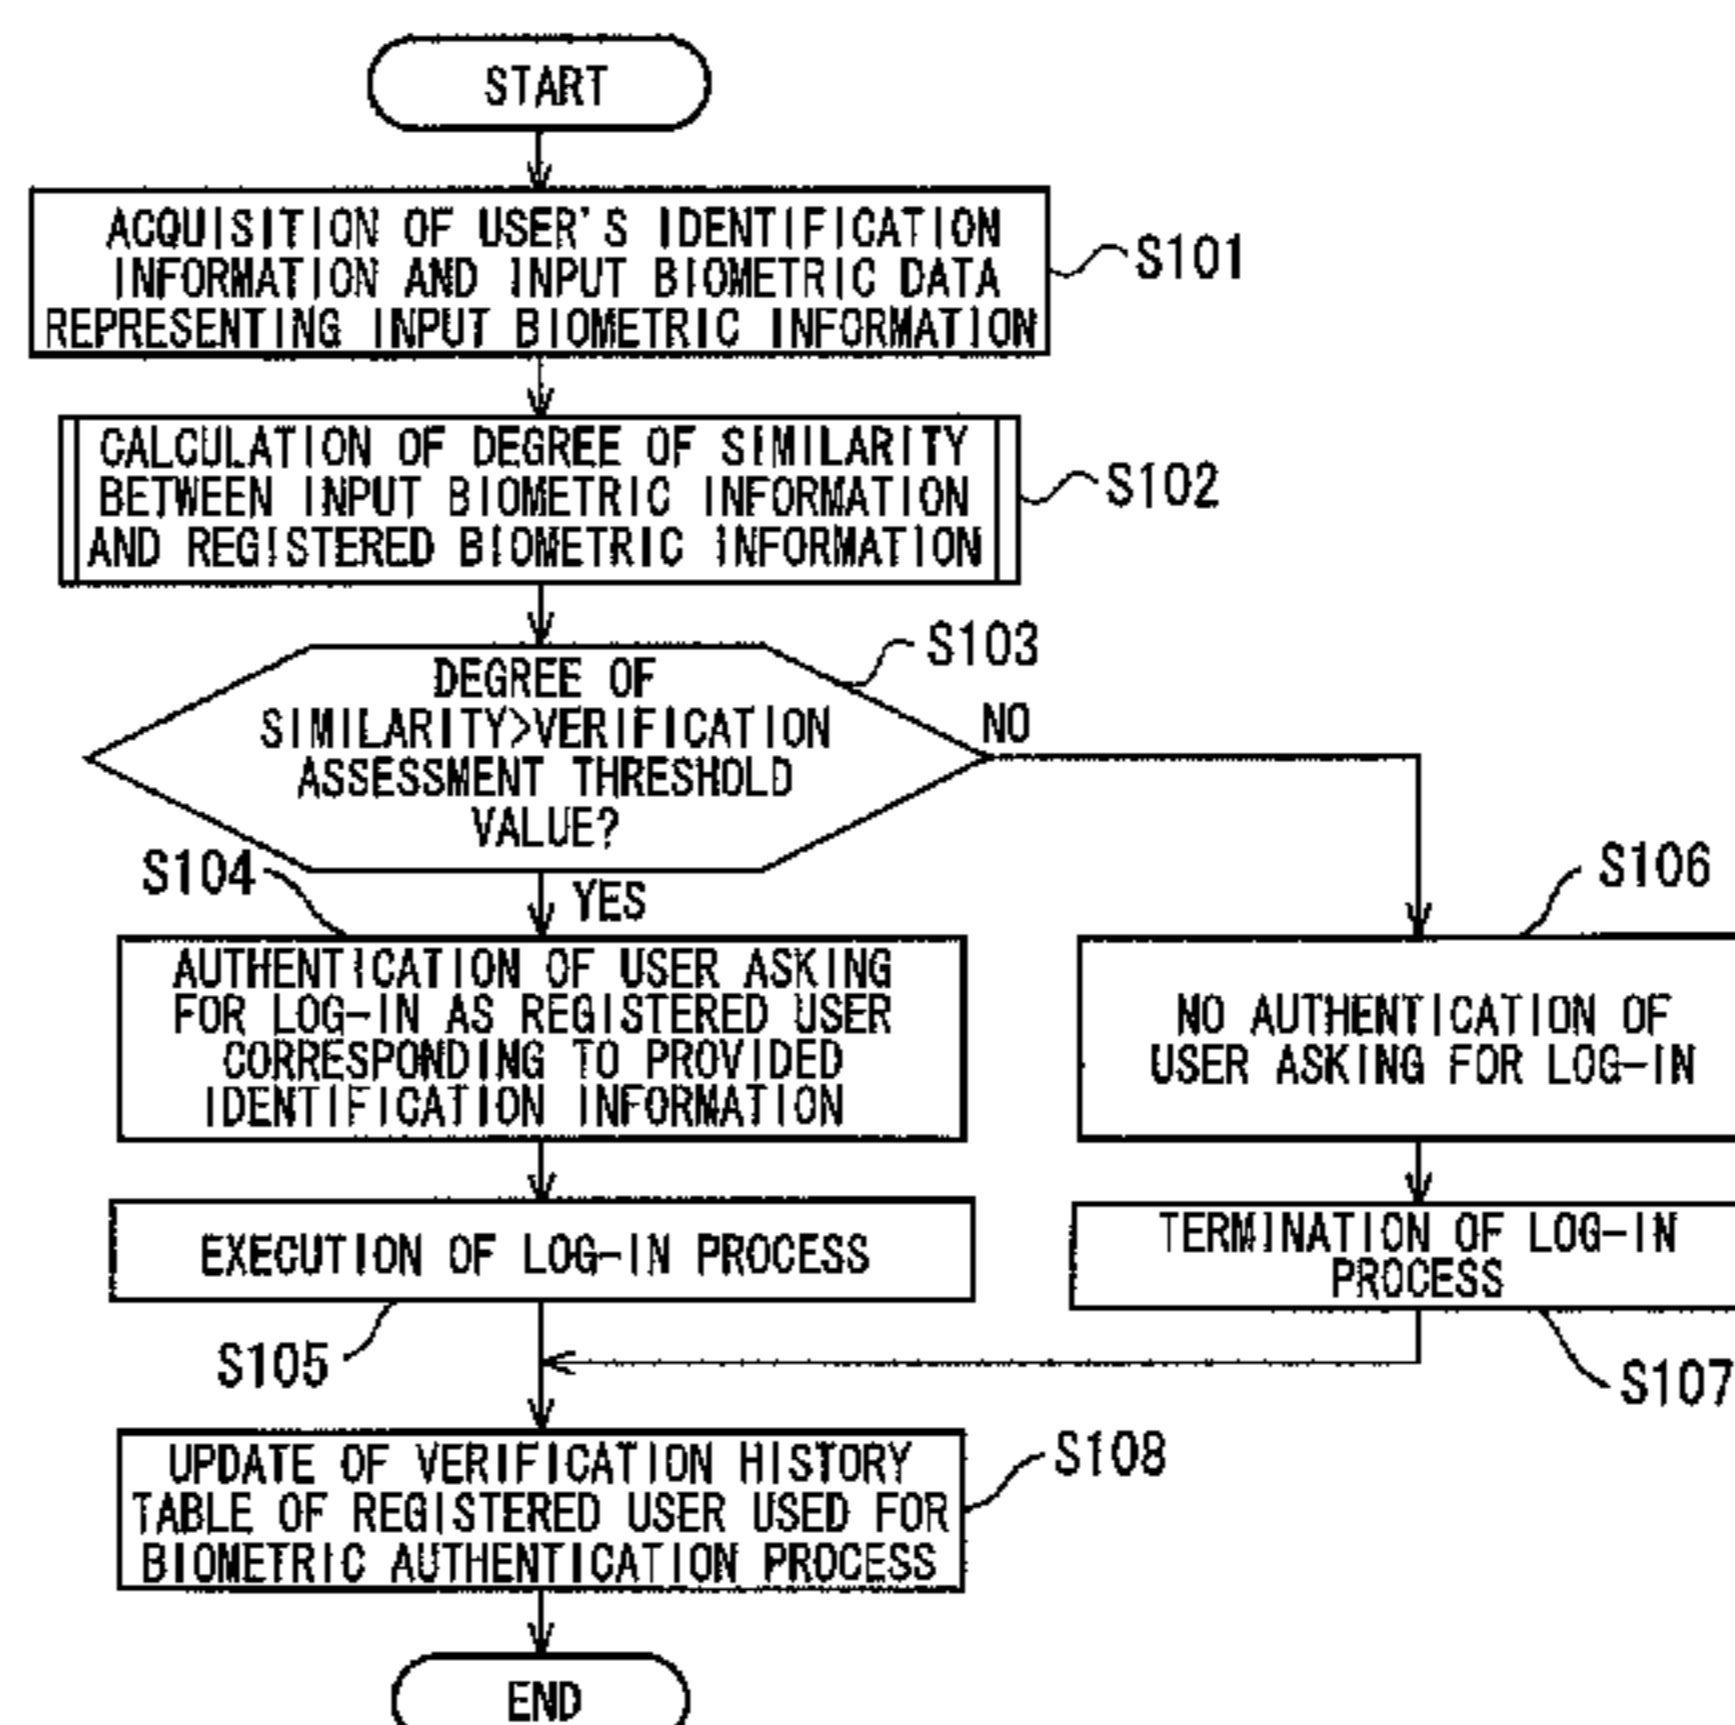 START
ACQUISITION OF USER'S IDENTIFICATION
INFORMATION AND INPUT BIOMETRIC DATA
REPRESENTING INPUT BIOMETRIC INFORMATION
S101
CALCULATION OF DEGREE OF SIMILARITY
BETWEEN INPUT BIOMETRIC INFORMATION
AND REGISTERED BIOMETRIC INFORMATION
S102
DEGREE OF
SIMILARITY>VERIFICATION
ASSESSMENT THRESHOLD
VALUE?
S103
NO
YES
S104
AUTHENTICATION OF USER ASKING
FOR LOG-IN AS REGISTERED USER
CORRESPONDING TO PROVIDED
IDENTIFICATION INFORMATION
S106
NO AUTHENTICATION OF
USER ASKING FOR LOG-IN
EXECUTION OF LOG-IN PROCESS
S105
TERMINATION OF LOG-IN
PROCESS
S107
UPDATE OF VERIFICATION HISTORY
TABLE OF REGISTERED USER USED FOR
BIOMETRIC AUTHENTICATION PROCESS
S108
END